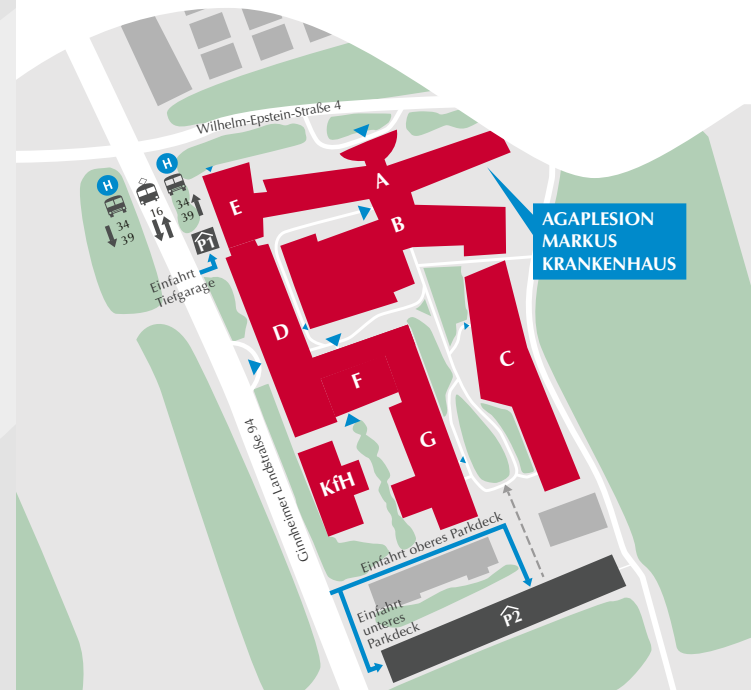 Wilhelm-Epstein-Straße 4
H
H
34
39
16
34
39
P1
Einfahrt
Tiefgarage
E
A
B
AGAPLESION
MARKUS
KRANKENHAUS
D
F
C
G
KfH
Ginnheimer Landstraße 94
Einfahrt oberes Parkdeck
Einfahrt
unteres
Parkdeck
P2